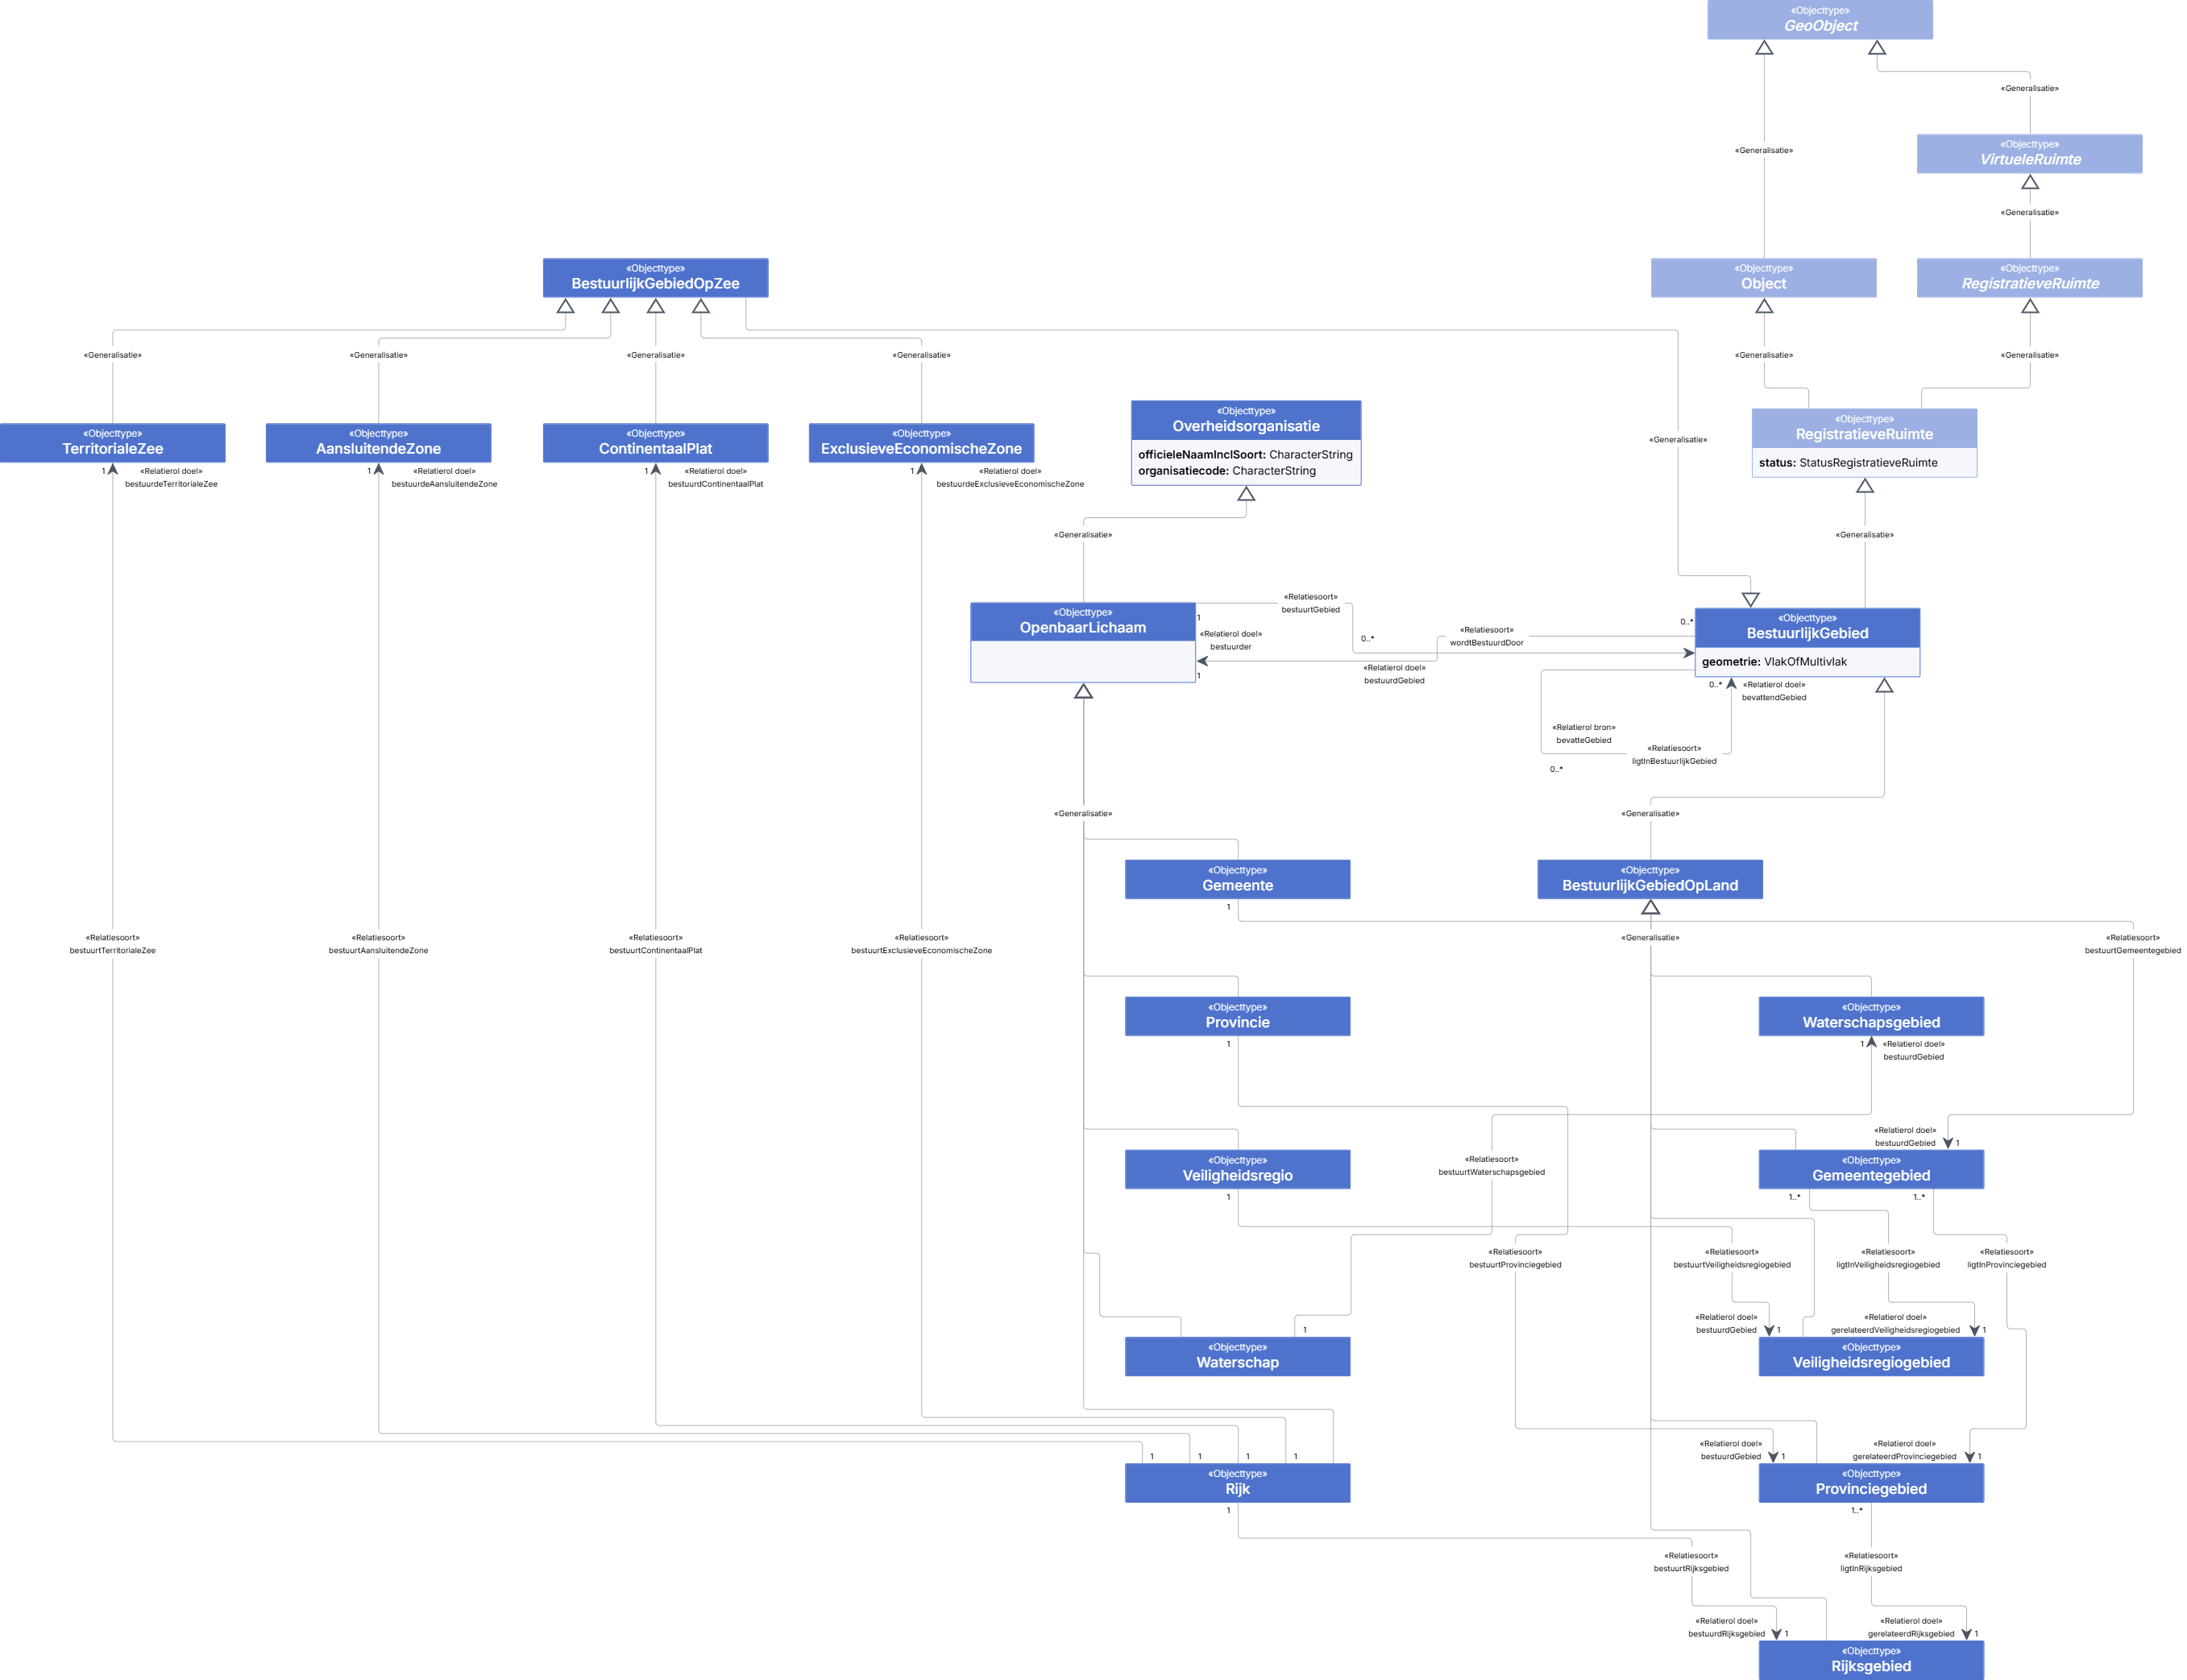 «Objecttype»
GeoObject
«Generalisatie»
«Objecttype»
VirtueleRuimte
«Generalisatie»
«Generalisatie»
«Objecttype»
BestuurlijkGebiedOpZee
«Objecttype»
Object
«Objecttype»
RegistratieveRuimte
«Generalisatie»
«Generalisatie»
«Generalisatie»
«Generalisatie»
«Generalisatie»
«Generalisatie»
«Objecttype»
TerritorialeZee
«Objecttype»
AansluitendeZone
«Objecttype»
ContinentaalPlat
«Objecttype»
ExclusieveEconomischeZone
«Objecttype»
Overheidsorganisatie
officieleNaamInclSoort: CharacterString
organisatiecode: CharacterString
«Generalisatie»
«Objecttype»
RegistratieveRuimte
status: StatusRegistratieveRuimte
1
«Relatierol doel»
bestuurdeTerritorialeZee
1
«Relatierol doel»
bestuurdeAansluitendeZone
1
«Relatierol doel»
bestuurdContinentaalPlat
1
«Relatierol doel»
bestuurdeExclusieveEconomischeZone
«Generalisatie»
«Generalisatie»
«Objecttype»
OpenbaarLichaam
«Relatiesoort»
bestuurtGebied
1
0..*
«Relatierol doel»
bestuurder
«Relatiesoort»
wordtBestuurdDoor
0..*
«Relatierol doel»
bestuurdGebied
1
«Objecttype»
BestuurlijkGebied
geometrie: VlakOfMultivlak
0..*
«Relatierol doel»
bevattendGebied
«Relatierol bron»
bevatteGebied
«Relatiesoort»
ligtInBestuurlijkGebied
0..*
«Generalisatie»
«Generalisatie»
«Objecttype»
Gemeente
1
«Objecttype»
BestuurlijkGebiedOpLand
«Relatiesoort»
bestuurtTerritorialeZee
«Relatiesoort»
bestuurtAansluitendeZone
«Relatiesoort»
bestuurtContinentaalPlat
«Relatiesoort»
bestuurtExclusieveEconomischeZone
«Generalisatie»
«Relatiesoort»
bestuurtGemeentegebied
«Objecttype»
Provincie
1
«Objecttype»
Waterschapsgebied
1
«Relatierol doel»
bestuurdGebied
«Relatierol doel»
bestuurdGebied
1
«Objecttype»
Veiligheidsregio
1
«Relatiesoort»
bestuurtWaterschapsgebied
«Objecttype»
Gemeentegebied
1..*
1..*
«Relatiesoort»
bestuurtProvinciegebied
«Relatiesoort»
bestuurtVeiligheidsregiogebied
«Relatiesoort»
ligtInVeiligheidsregiogebied
«Relatiesoort»
ligtInProvinciegebied
1
«Relatierol doel»
bestuurdGebied
1
«Relatierol doel»
gerelateerdVeiligheidsregiogebied
1
«Objecttype»
Waterschap
«Objecttype»
Veiligheidsregiogebied
1
1
1
1
«Relatierol doel»
bestuurdGebied
1
«Relatierol doel»
gerelateerdProvinciegebied
1
«Objecttype»
Rijk
1
«Objecttype»
Provinciegebied
1..*
«Relatiesoort»
bestuurtRijksgebied
«Relatiesoort»
ligtInRijksgebied
«Relatierol doel»
bestuurdRijksgebied
1
«Relatierol doel»
gerelateerdRijksgebied
1
«Objecttype»
Rijksgebied